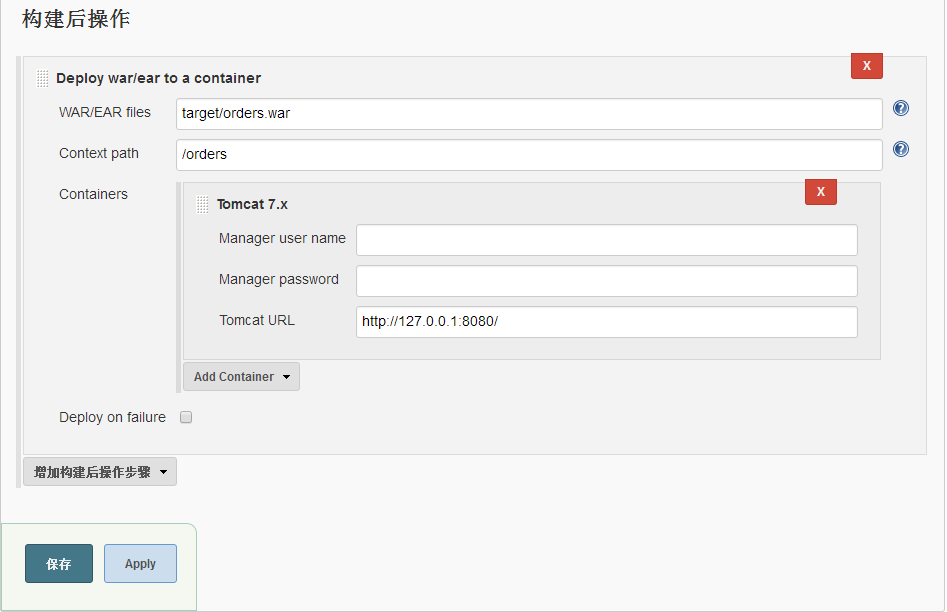 构建后操作
Deploy war/ear to a container
X
WAR/EAR files
target/orders.war
?
Context path
/orders
?
Containers
Tomcat 7.x
X
Manager user name
Manager password
Tomcat URL
http://127.0.0.1:8080/
Add Container
Deploy on failure
增加构建后操作步骤
保存
Apply